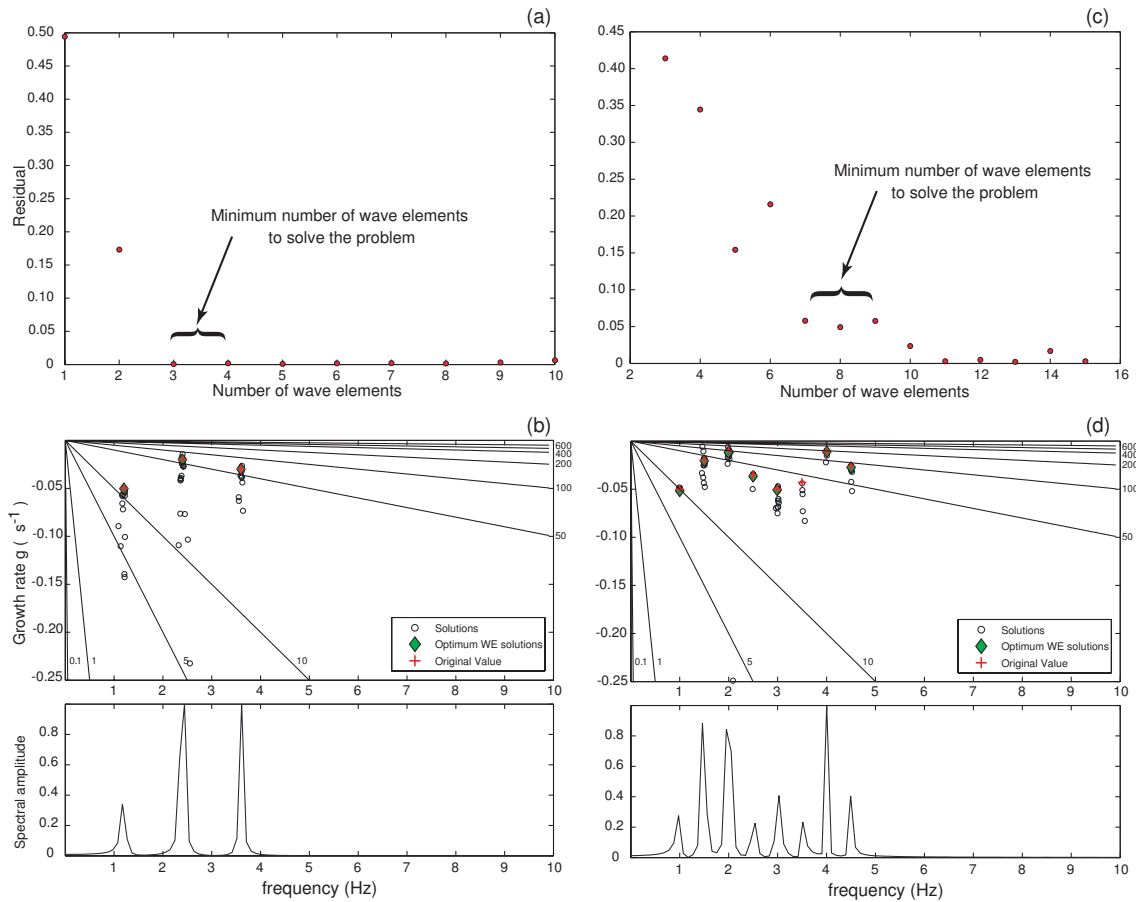 (a)
0.50
0.45
0.40
0.35
0.30
0.25
0.20
0.15
0.10
0.05
0
Residual
Minimum number of wave elements
to solve the problem
1 2 3 4 5 6 7 8 9 10
Number of wave elements
(c)
0.45
0.40
0.35
0.30
0.25
0.20
0.15
0.10
0.05
0
Minimum number of wave elements
to solve the problem
2 4 6 8 10 12 14 16
Number of wave elements
(b)
600
400
200
100
50
-0.05
-0.10
-0.15
-0.20
-0.25
Growth rate g ( s-1)
0.1 1 5 10
Solutions
Optimum WE solutions
Original Value
1 2 3 4 5 6 7 8 9 10
(d)
600
400
200
100
50
-0.05
-0.10
-0.15
-0.20
-0.25
0.1 1 5 10
Solutions
Optimum WE solutions
Original Value
1 2 3 4 5 6 7 8 9 10
Spectral amplitude
0.8
0.6
0.4
0.2
0
1 2 3 4 5 6 7 8 9 10
frequency (Hz)
0.8
0.6
0.4
0.2
0
1 2 3 4 5 6 7 8 9 10
frequency (Hz)